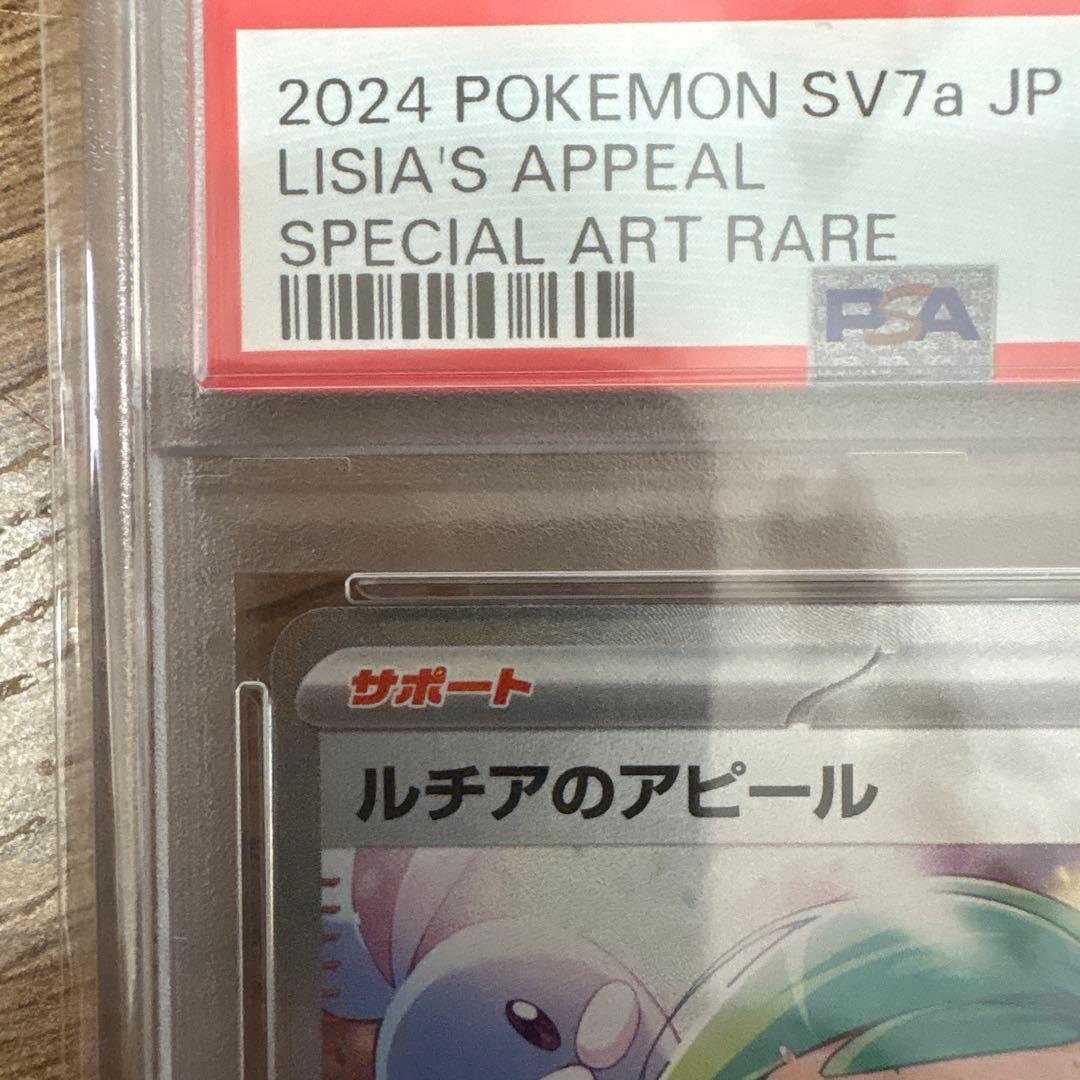 2024 POKEMON SV7a JP
LISIA'S APPEAL
SPECIAL ART RARE
PSA
サポート
ルチアのアピール